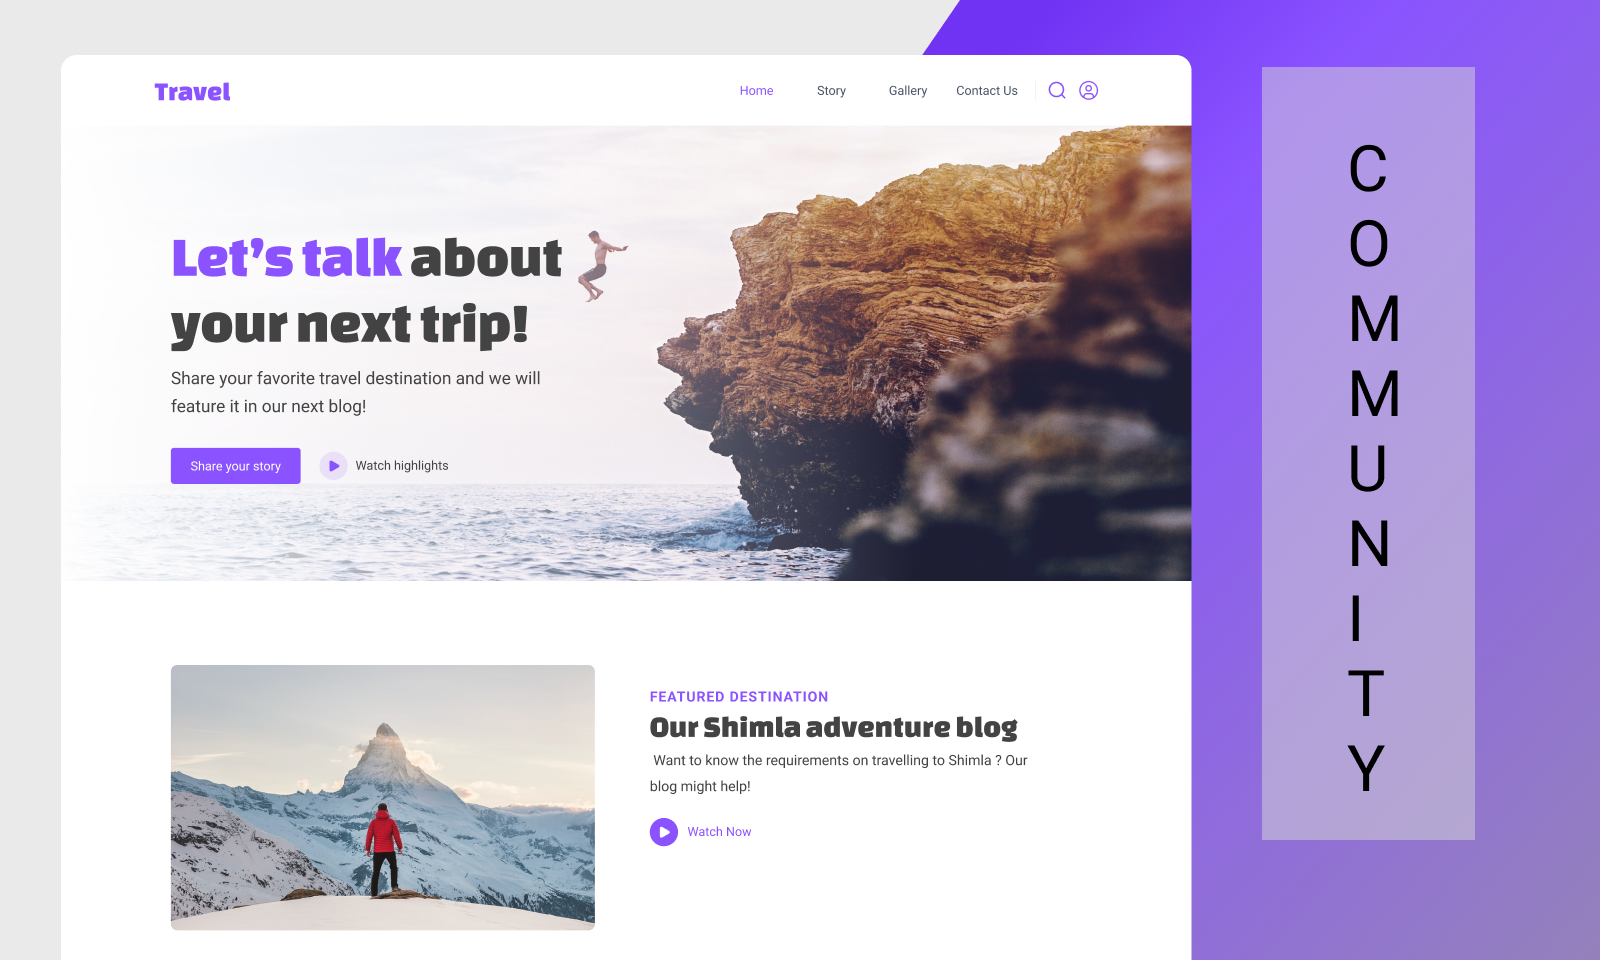 Travel
Home Story Gallery Contact Us
Let's talk about
your next trip!
Share your favorite travel destination and we will
feature it in our next blog!
Share your story Watch highlights
FEATURED DESTINATION
Our Shimla adventure blog
Want to know the requirements on travelling to Shimla ? Our
blog might help!
Watch Now
C
O
M
M
U
N
I
T
Y